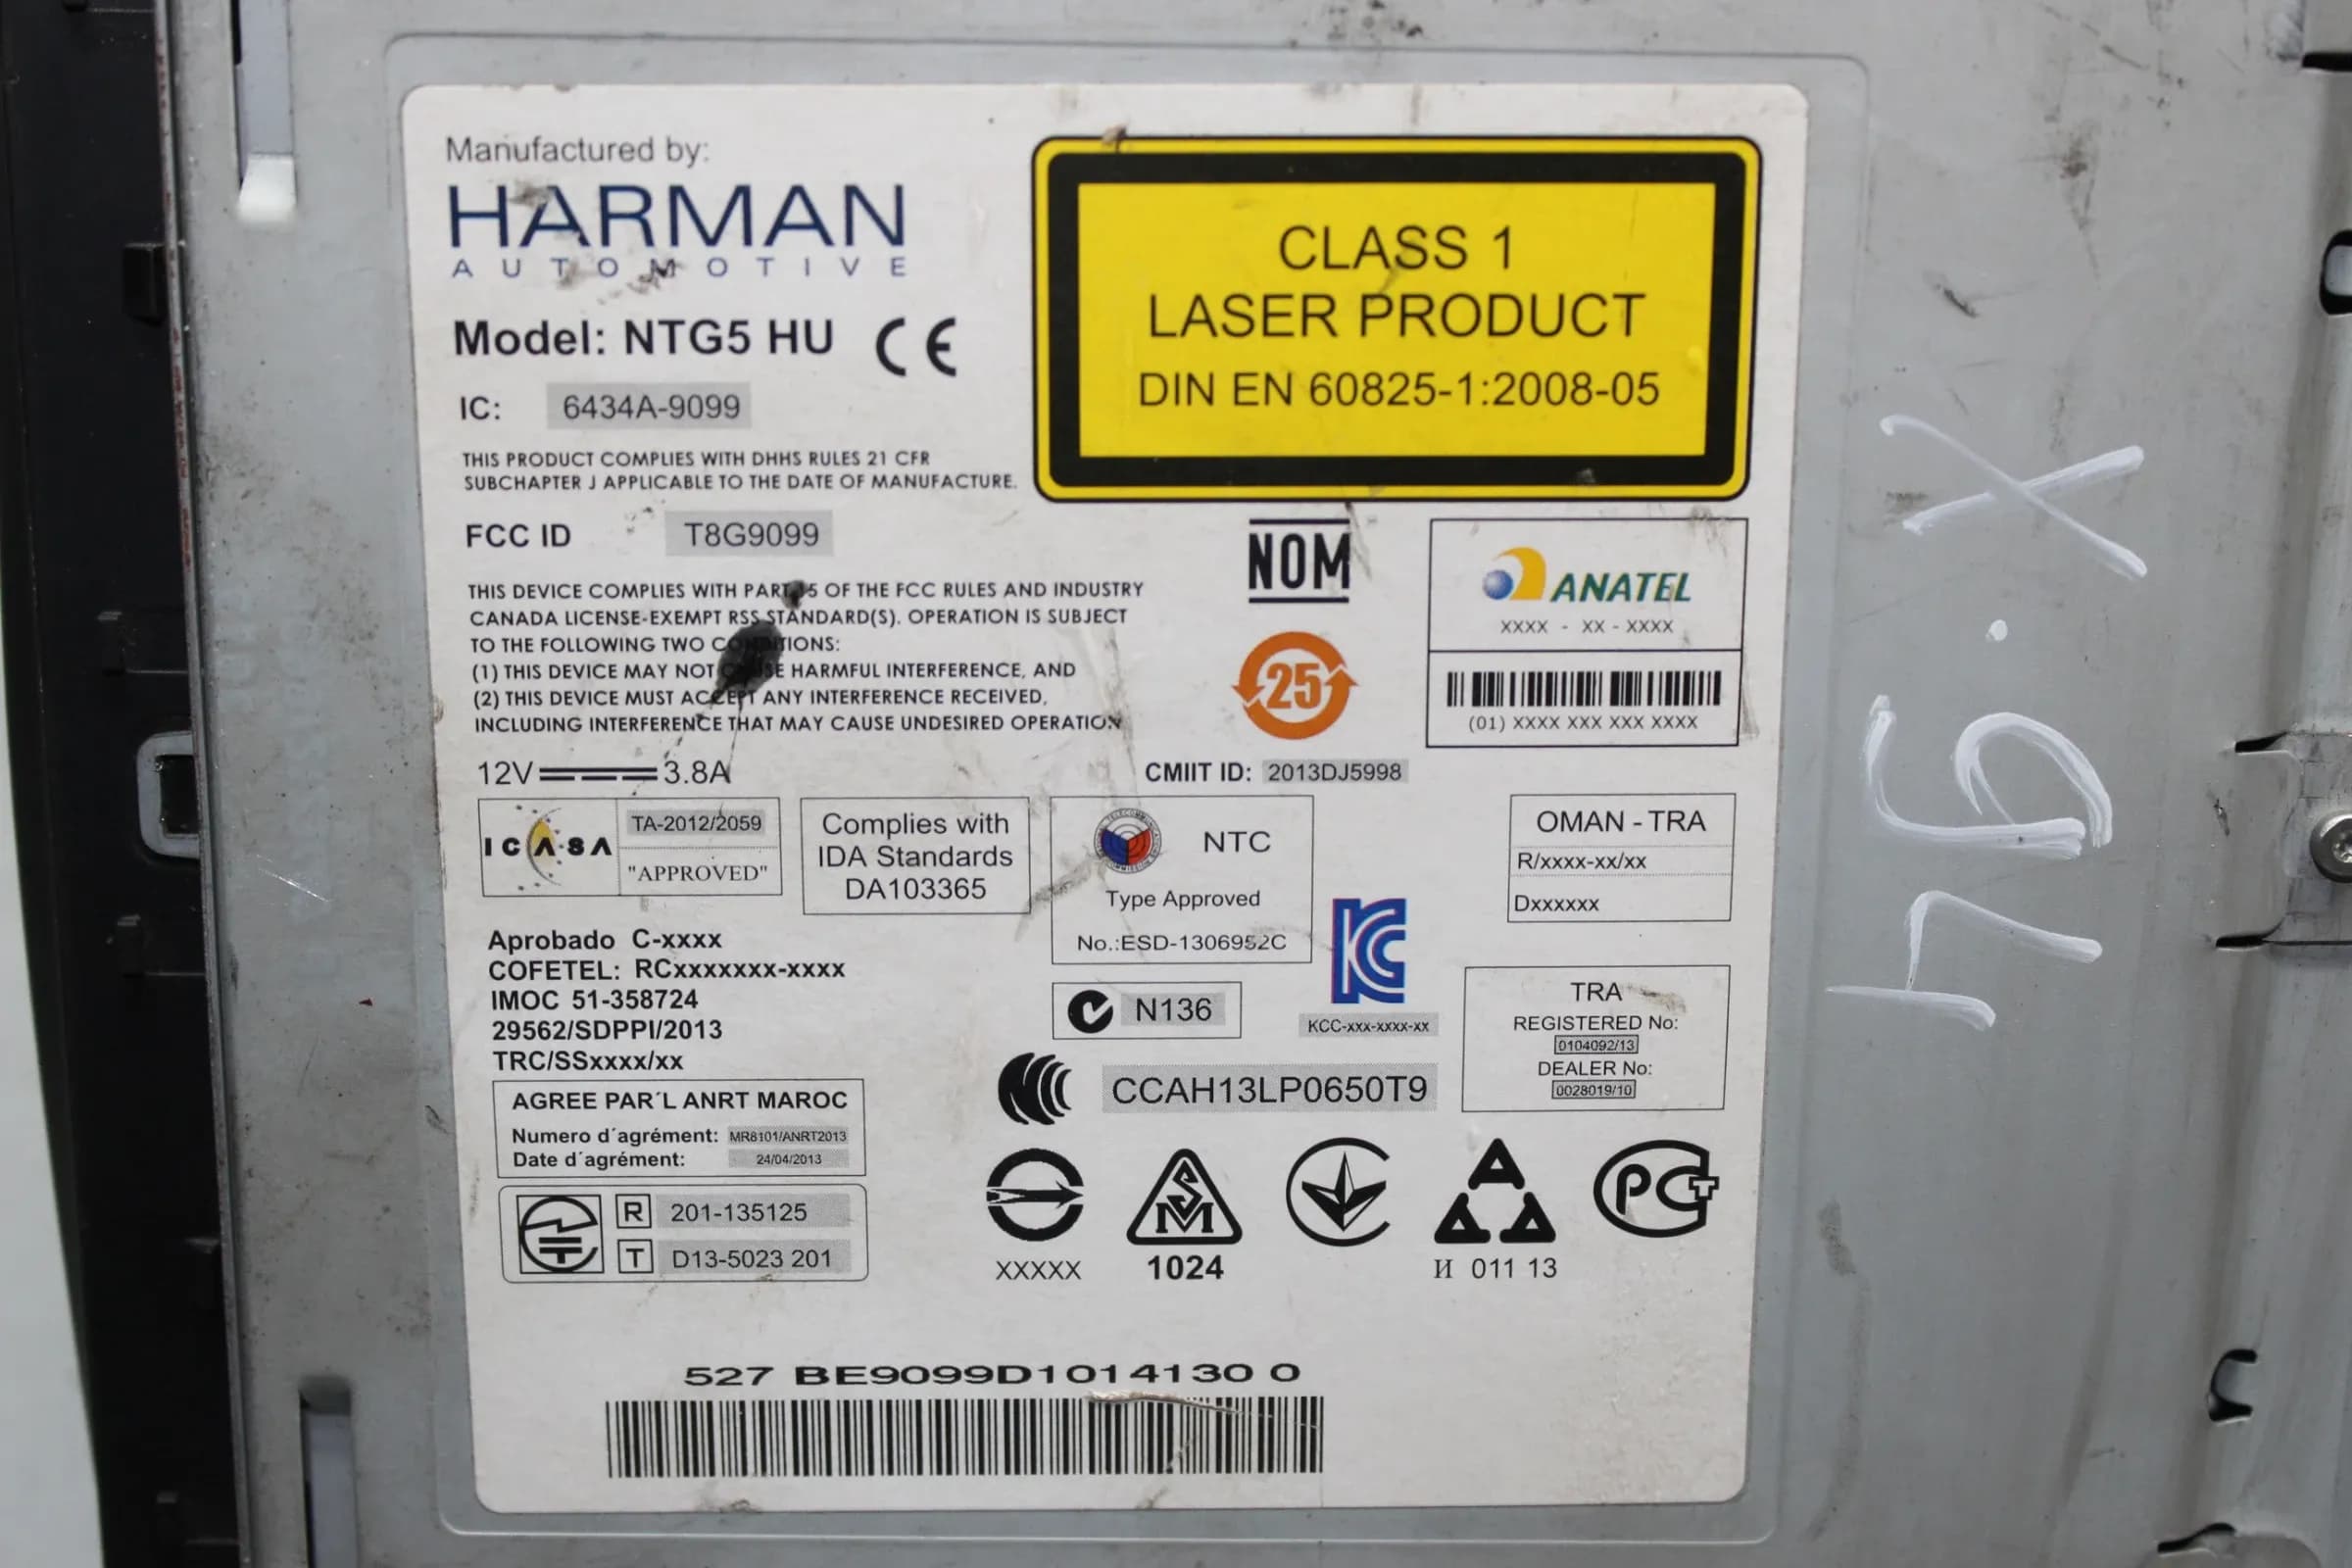 Manufactured by:
HARMAN
AUTOMOTIVE
Model: NTG5 HU CE
IC: 6434A-9099
THIS PRODUCT COMPLIES WITH DHHS RULES 21 CFR
SUBCHAPTER J APPLICABLE TO THE DATE OF MANUFACTURE.
FCC ID T8G9099
THIS DEVICE COMPLIES WITH PART 15 OF THE FCC RULES AND INDUSTRY
CANADA LICENSE-EXEMPT RSS STANDARD(S). OPERATION IS SUBJECT
TO THE FOLLOWING TWO CONDITIONS:
(1) THIS DEVICE MAY NOT CAUSE HARMFUL INTERFERENCE, AND
(2) THIS DEVICE MUST ACCEPT ANY INTERFERENCE RECEIVED,
INCLUDING INTERFERENCE THAT MAY CAUSE UNDESIRED OPERATION
12V 3.8A
CLASS 1
LASER PRODUCT
DIN EN 60825-1:2008-05
NOM
25
ANATEL
XXXX - XX - XXXX
(01) XXXX XXX XXX XXXX
CMIIT ID: 2013DJ5998
ICASA
TA-2012/2059
"APPROVED"
Complies with
IDA Standards
DA103365
NTC
Type Approved
No.:ESD-1306952C
OMAN - TRA
R/xxxx-xx/xx
Dxxxxxx
Aprobado C-xxxx
COFETEL: RCxxxxxxx-xxxx
IMOC 51-358724
29562/SDPPI/2013
TRC/SSxxxx/xx
N136
KC
KCC-xxx-xxxx-xx
TRA
REGISTERED No:
0104092/13
DEALER No:
0028019/10
CCAH13LP0650T9
AGREE PAR´L ANRT MAROC
Numero d´agrément: MR8101/ANRT2013
Date d´agrément: 24/04/2013
R 201-135125
T D13-5023 201
XXXXX
SM
1024
И 011 13
PCT
527 BE9099D1014130 0